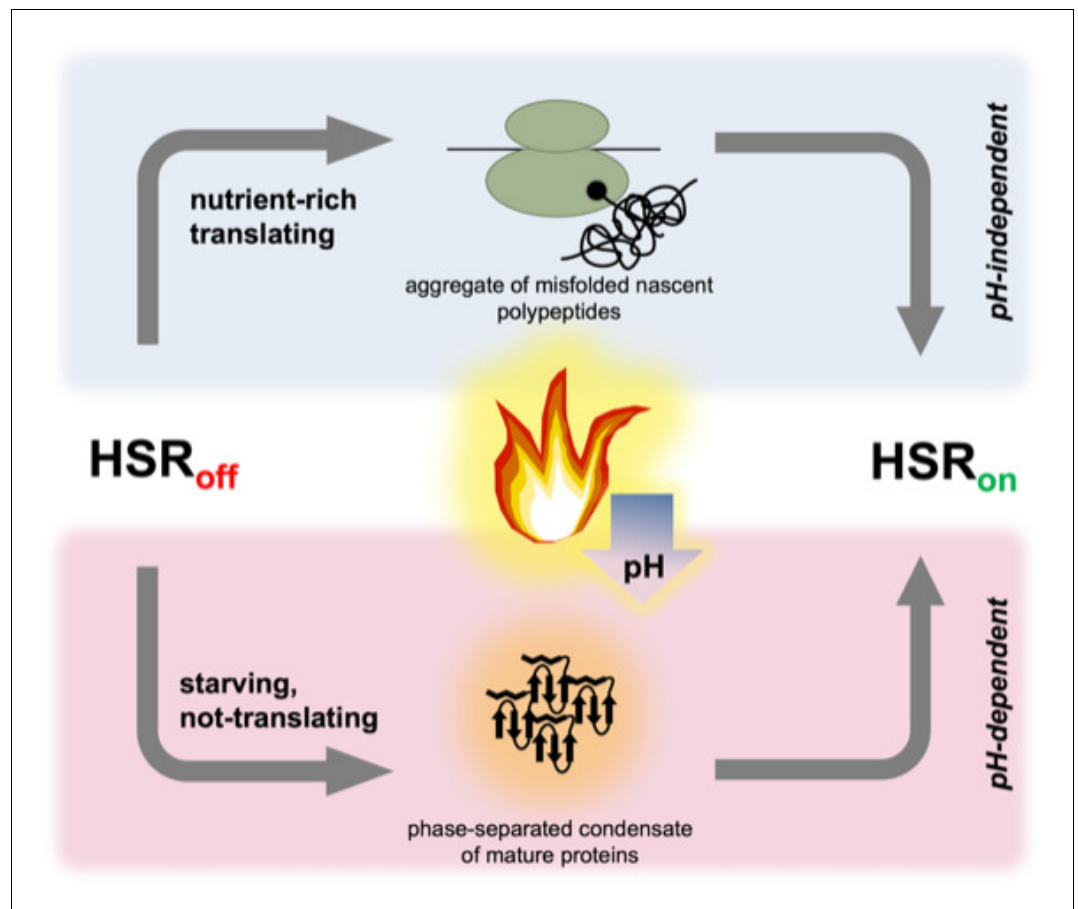 nutrient-rich
translating
aggregate of misfolded nascent
polypeptides
pH-independent
HSRoff
HSRon
pH
starving,
not-translating
phase-separated condensate
of mature proteins
pH-dependent